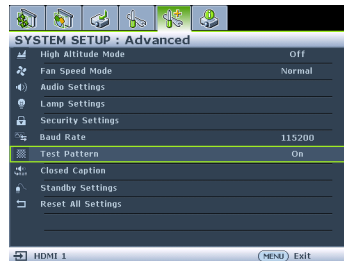 SYSTEM SETUP : Advanced
High Altitude Mode Off
Fan Speed Mode Normal
Audio Settings
Lamp Settings
Security Settings
Baud Rate 115200
Test Pattern On
Closed Caption
Standby Settings
Reset All Settings
HDMI 1 MENU Exit